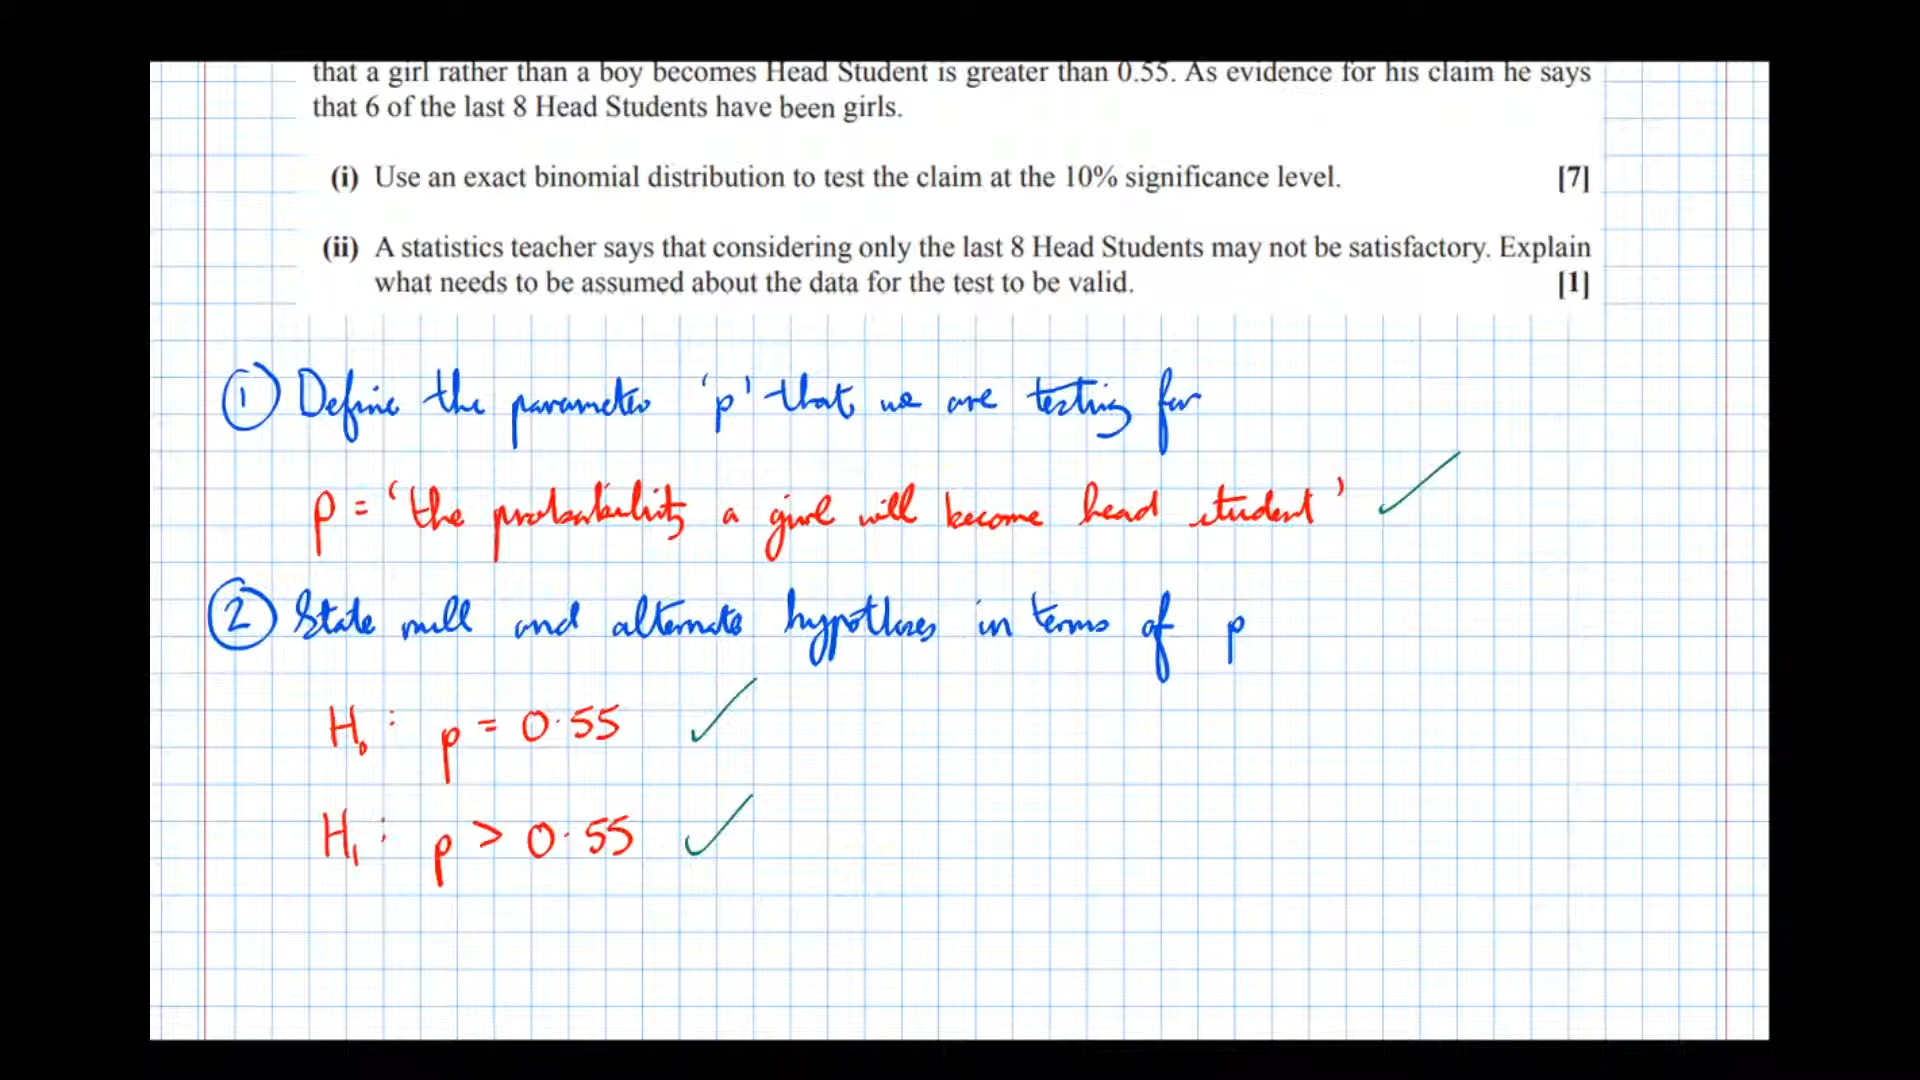 that a girl rather than a boy becomes Head Student is greater than 0.55. As evidence for his claim he says
that 6 of the last 8 Head Students have been girls.
(i) Use an exact binomial distribution to test the claim at the 10% significance level. [7]
(ii) A statistics teacher says that considering only the last 8 Head Students may not be satisfactory. Explain
what needs to be assumed about the data for the test to be valid. [1]
① Define the parameter 'p' that we are testing for
p = 'the probability a girl will become head student' ✓
② State null and alternate hypotheses in terms of p
H₀: p = 0.55 ✓
H₁: p > 0.55 ✓